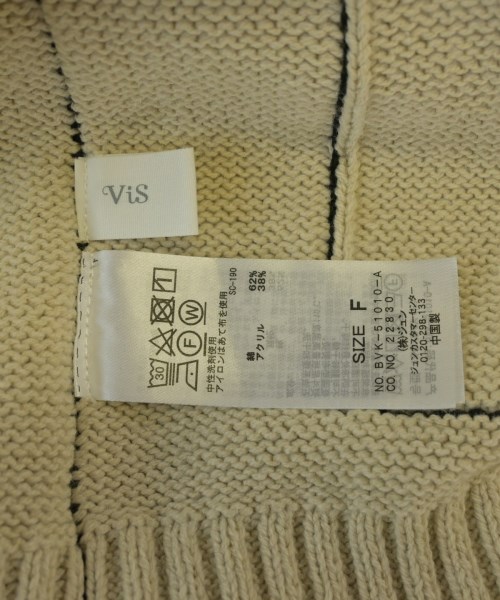 ViS
SC-190
30
F
W
中性洗剤使用
アイロンはあて布を使用
綿 62%
アクリル 38%
SIZE F
NO. BVK-51010-A
CO.NO. 22830
(株)ジュン
ジュンカスタマーセンター
0120-298-133
中国製